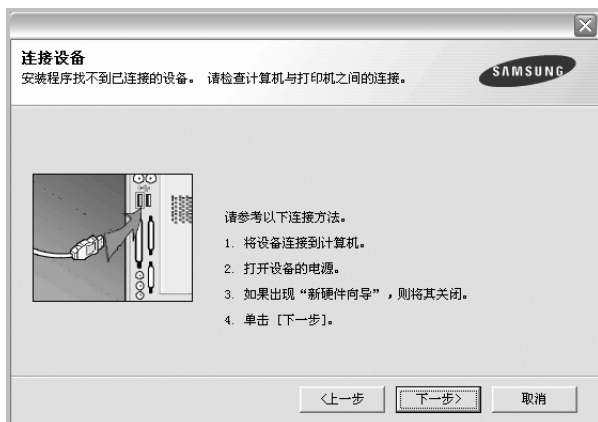 连接设备
安装程序找不到已连接的设备。 请检查计算机与打印机之间的连接。
SAMSUNG
请参考以下连接方法。
1. 将设备连接到计算机。
2. 打开设备的电源。
3. 如果出现“新硬件向导”，则将其关闭。
4. 单击 [下一步]。
<上一步 下一步> 取消